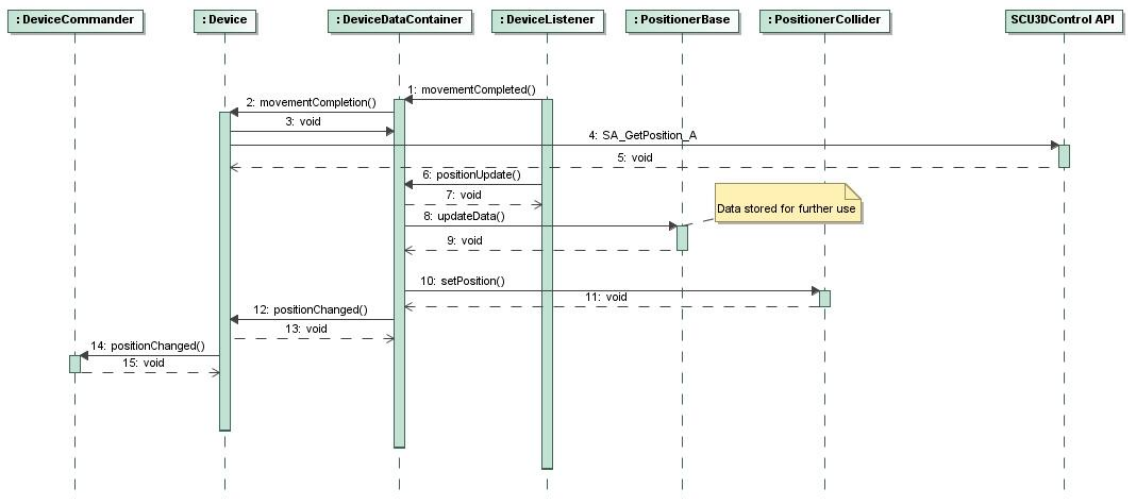 : DeviceCommander
: Device
: DeviceDataContainer
: DeviceListener
: PositionerBase
: PositionerCollider
SCU3DControl API
1: movementCompleted()
2: movementCompletion()
3: void
4: SA_GetPosition_A
5: void
6: positionUpdate()
7: void
Data stored for further use
8: updateData()
9: void
10: setPosition()
11: void
12: positionChanged()
13: void
14: positionChanged()
15: void